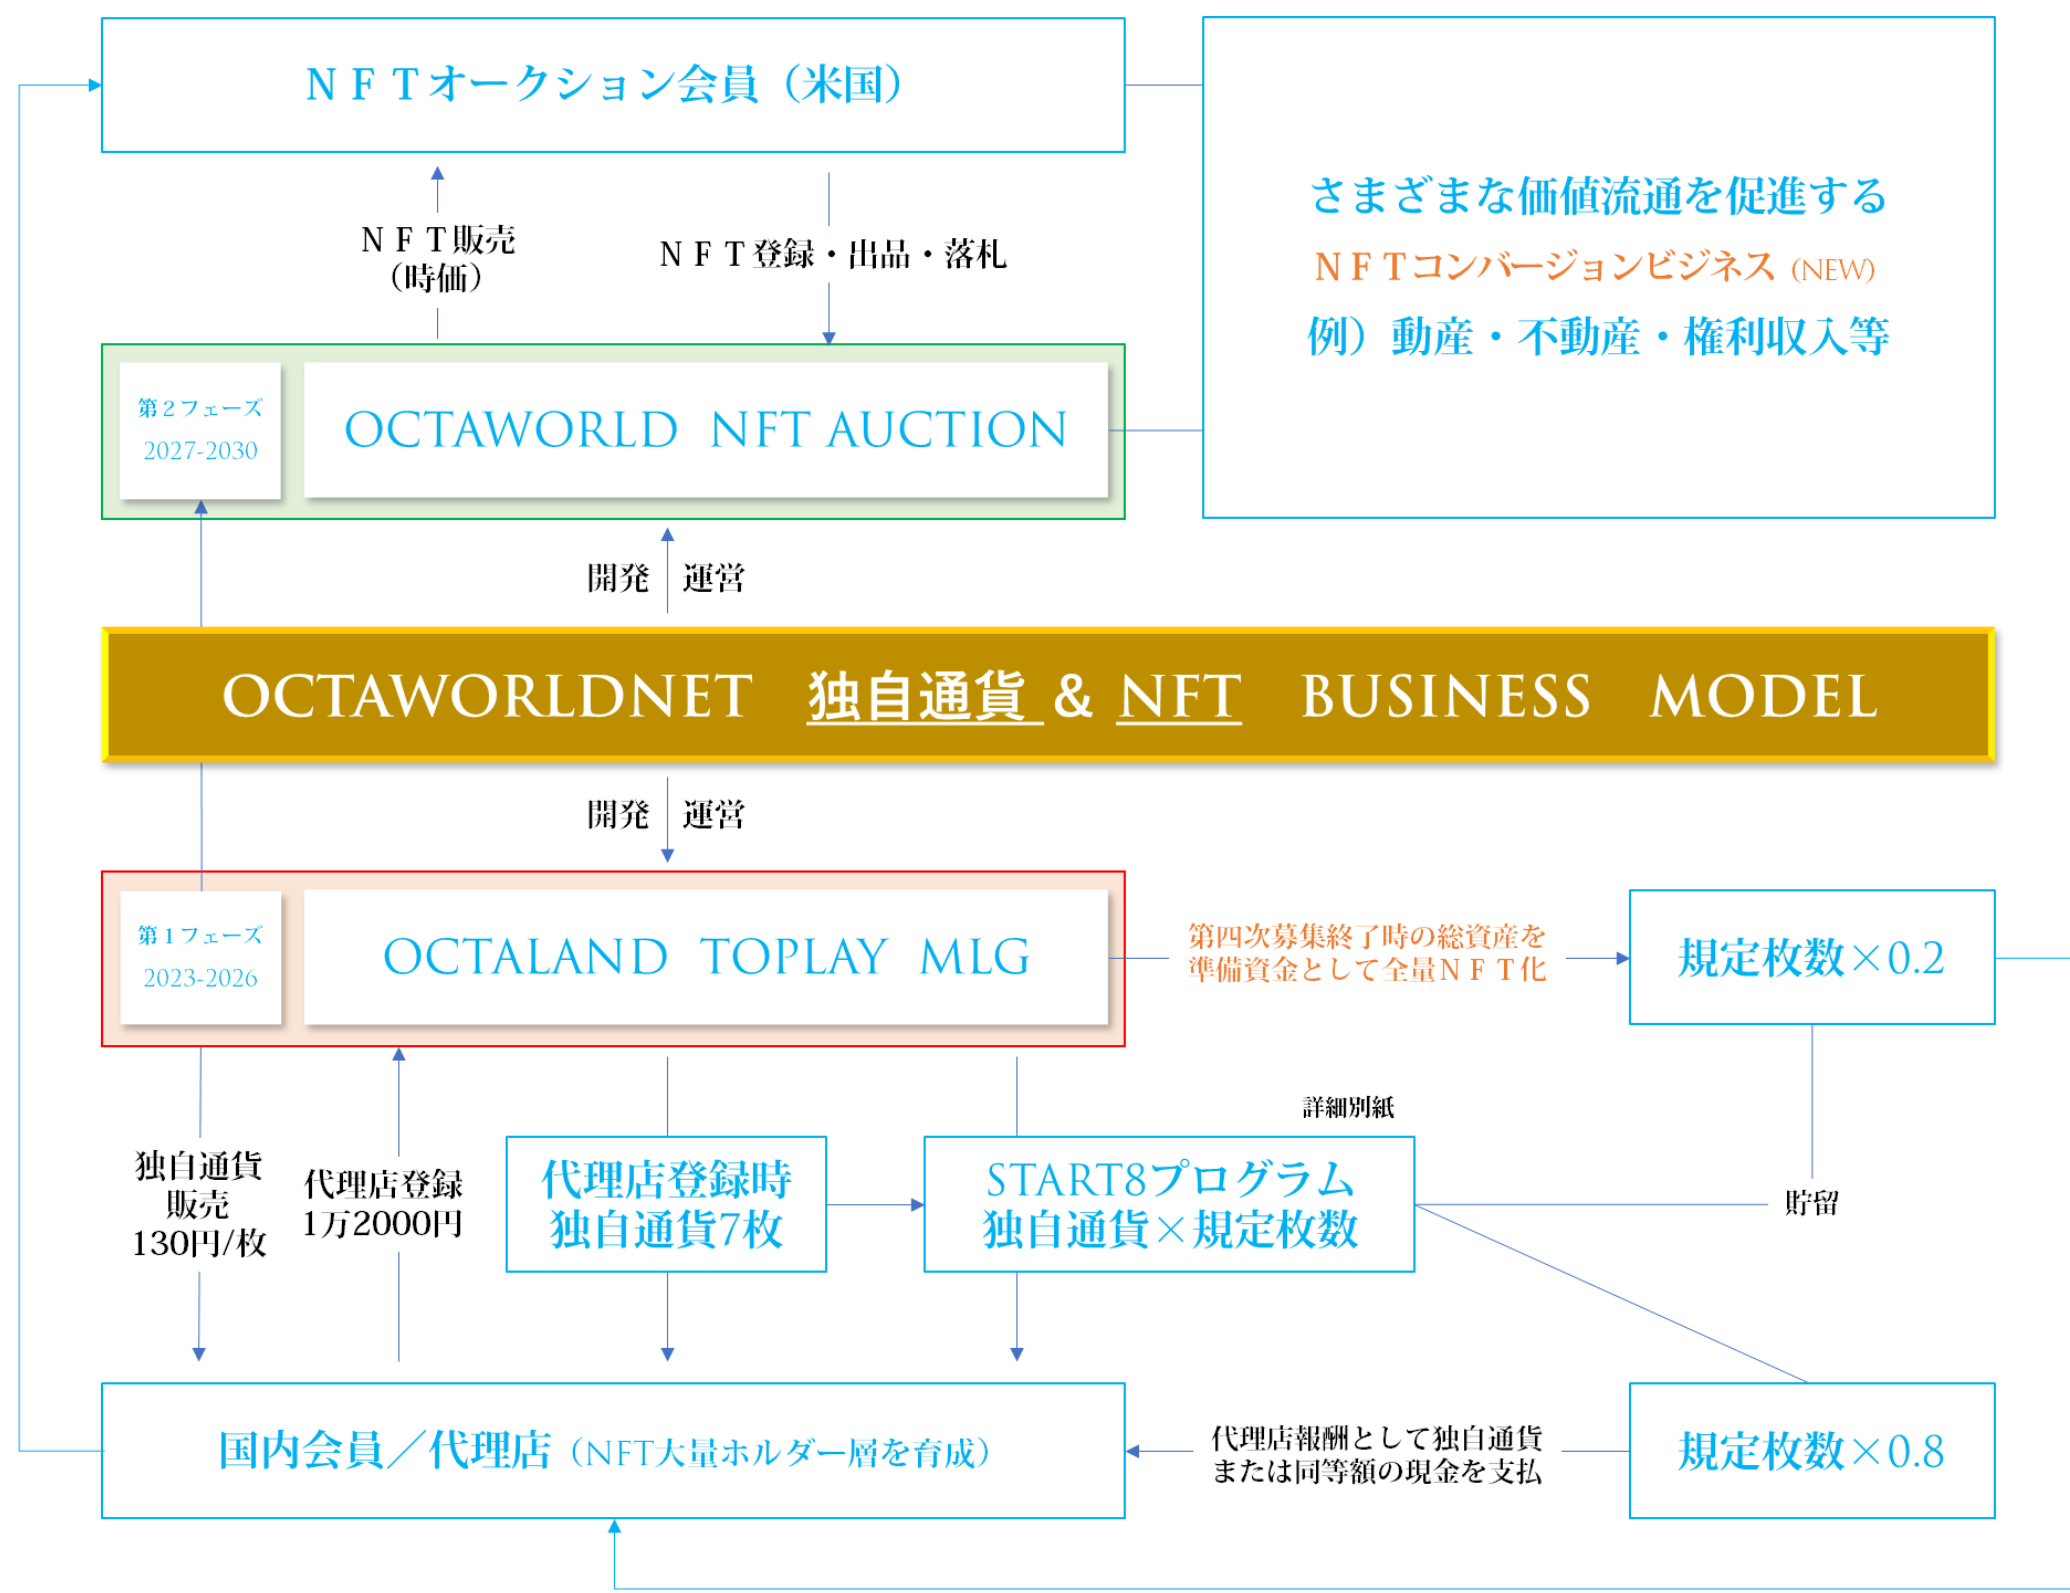 ＮＦＴオークション会員（米国）
さまざまな価値流通を促進する
ＮＦＴコンバージョンビジネス (NEW)
例）動産・不動産・権利収入等
ＮＦＴ販売
（時価）
ＮＦＴ登録・出品・落札
第２フェーズ
2027-2030
OCTAWORLD NFT AUCTION
開発 運営
OCTAWORLDNET 独自通貨 & NFT BUSINESS MODEL
開発 運営
第１フェーズ
2023-2026
OCTALAND TOPLAY MLG
第四次募集終了時の総資産を
準備資金として全量ＮＦＴ化
規定枚数×0.2
詳細別紙
独自通貨
販売
130円/枚
代理店登録
1万2000円
代理店登録時
独自通貨7枚
START8プログラム
独自通貨×規定枚数
貯留
国内会員／代理店（NFT大量ホルダー層を育成）
代理店報酬として独自通貨
または同等額の現金を支払
規定枚数×0.8